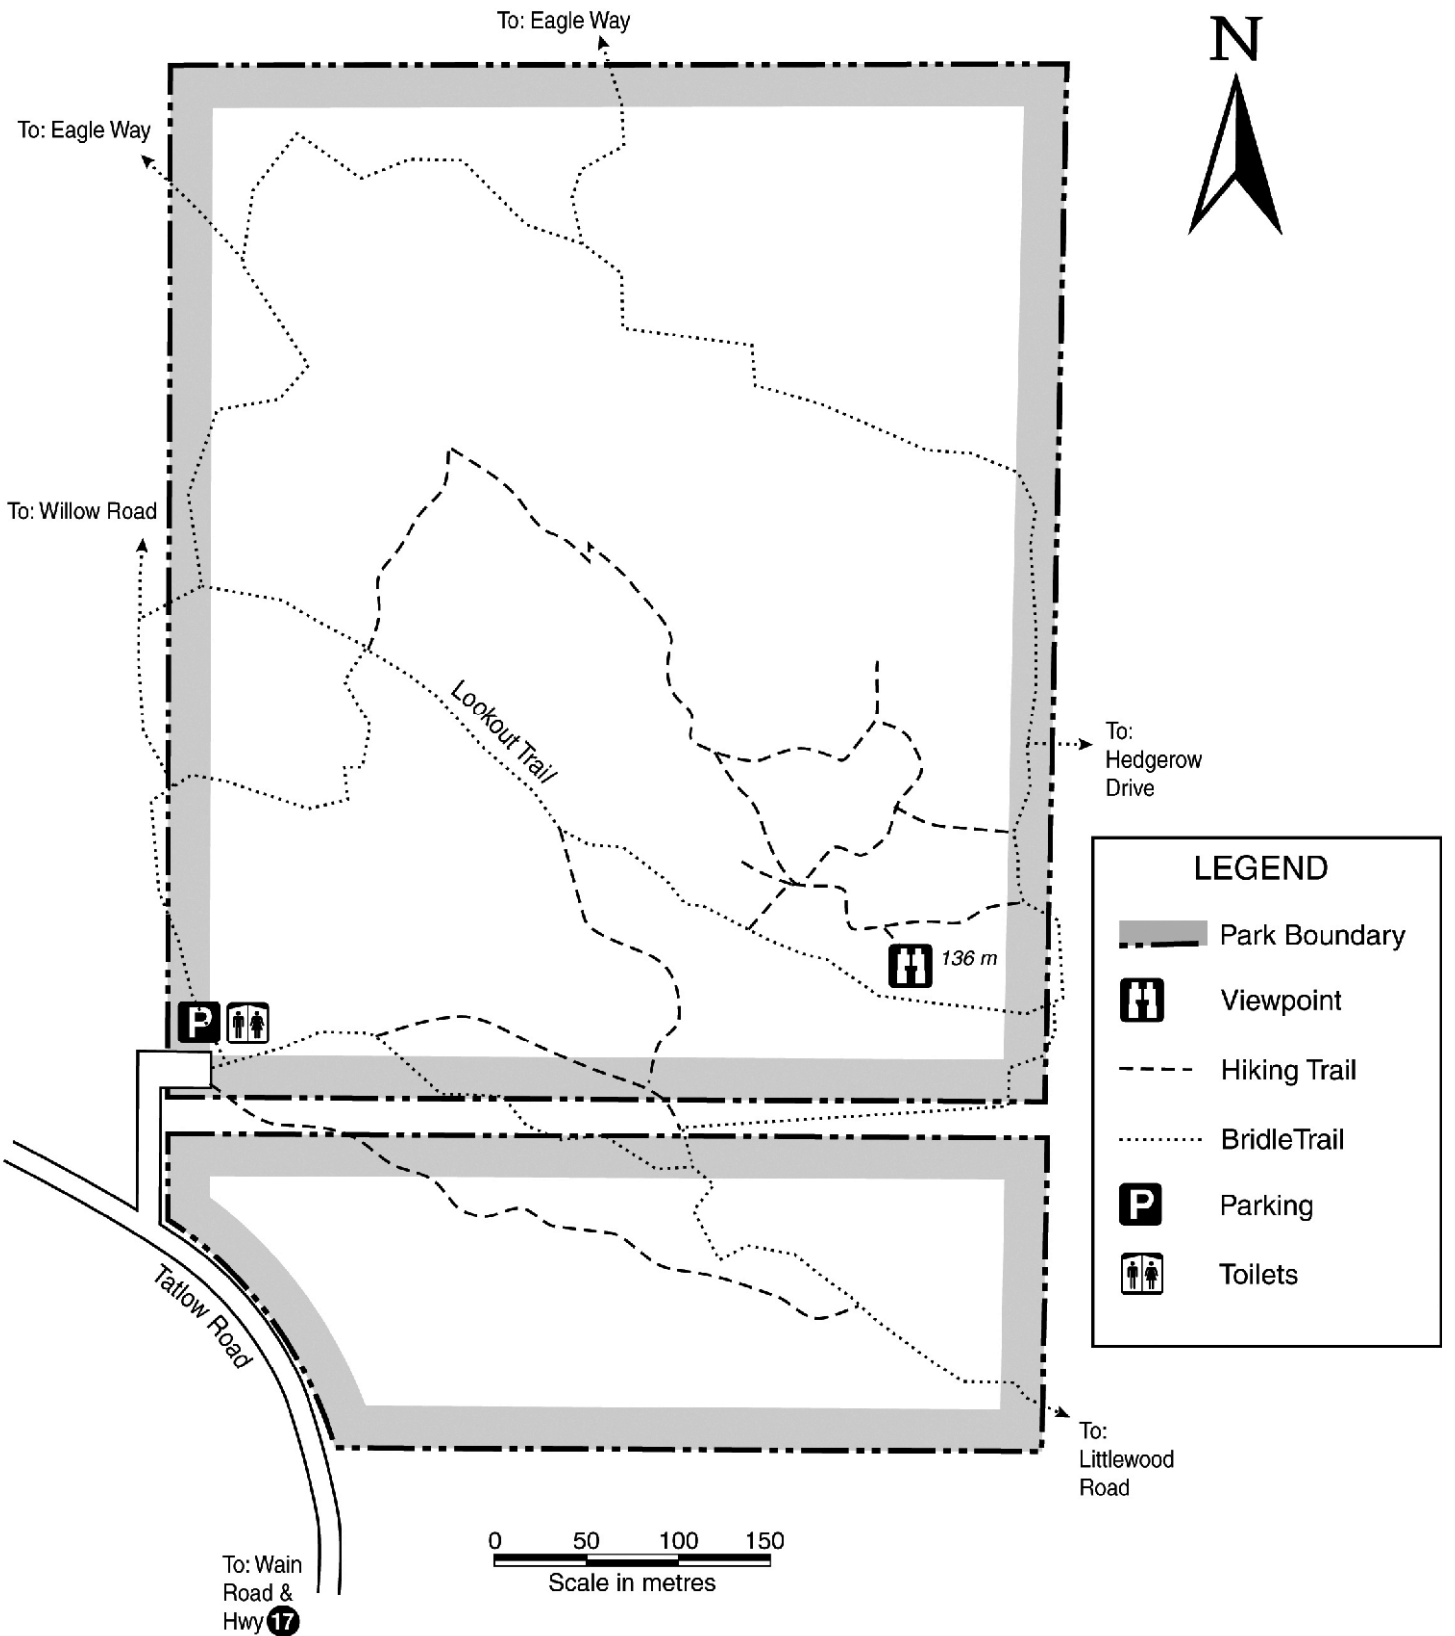 To: Eagle Way
N
To: Eagle Way
To: Willow Road
Lookout Trail
To:
Hedgerow
Drive
LEGEND
Park Boundary
136 m
Viewpoint
P
Hiking Trail
BridleTrail
P
Parking
Toilets
Tatlow Road
To:
Littlewood
Road
0 50 100 150
Scale in metres
To: Wain
Road &
Hwy 17